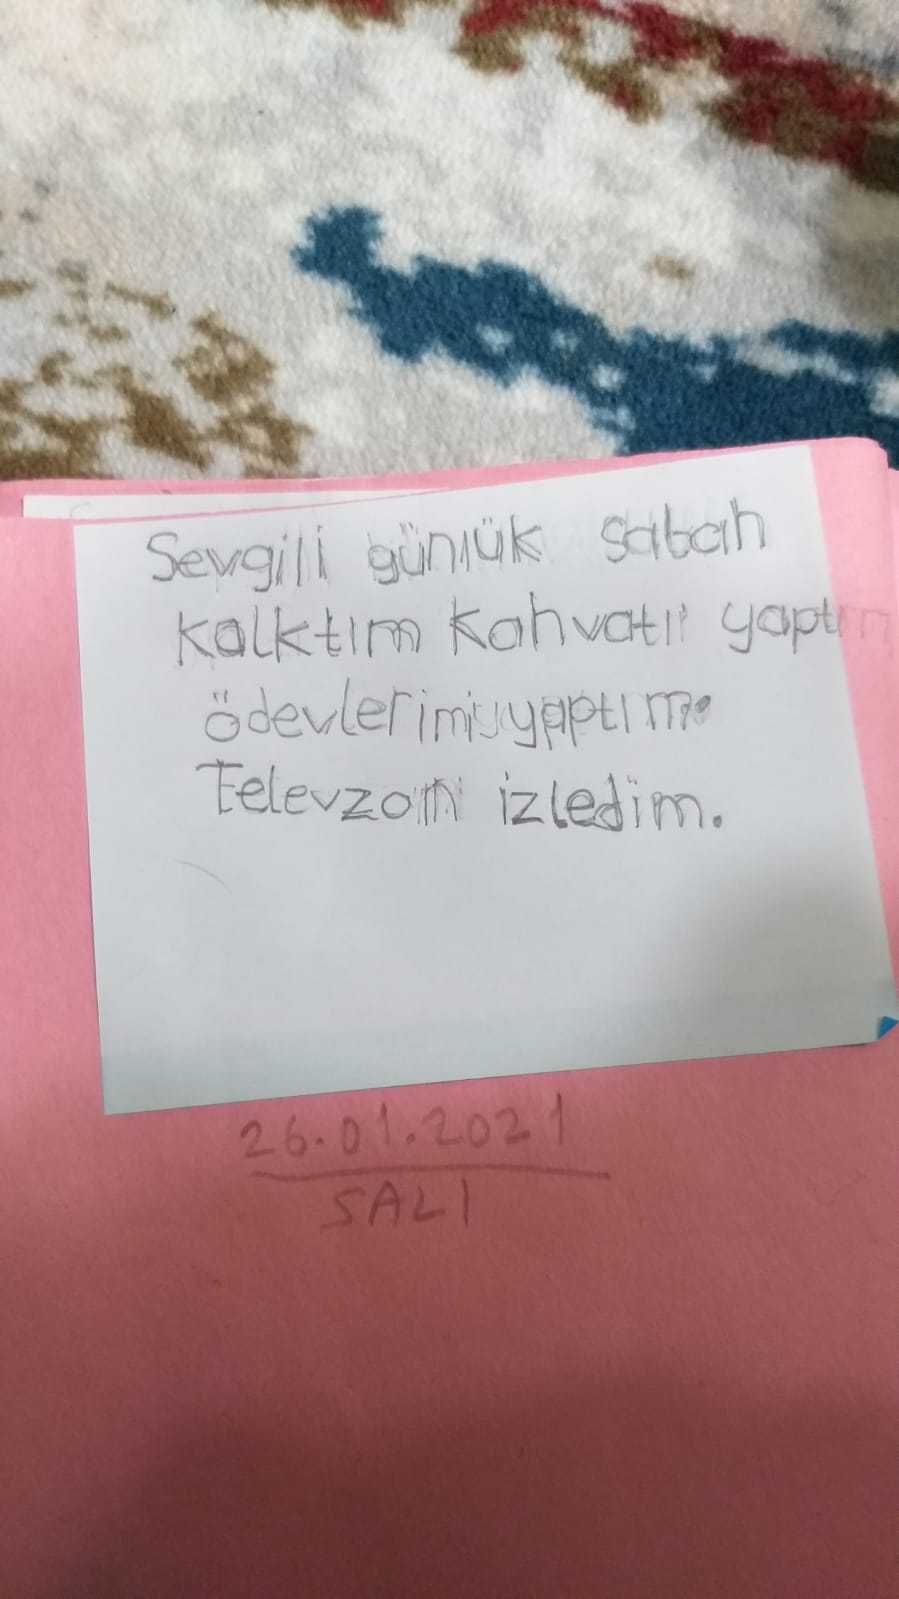 Sevgili günlük sabah
kalktım kahvatı yaptım
ödevlerimi yaptım.
Televzon izledim.
26.01.2021
SALI